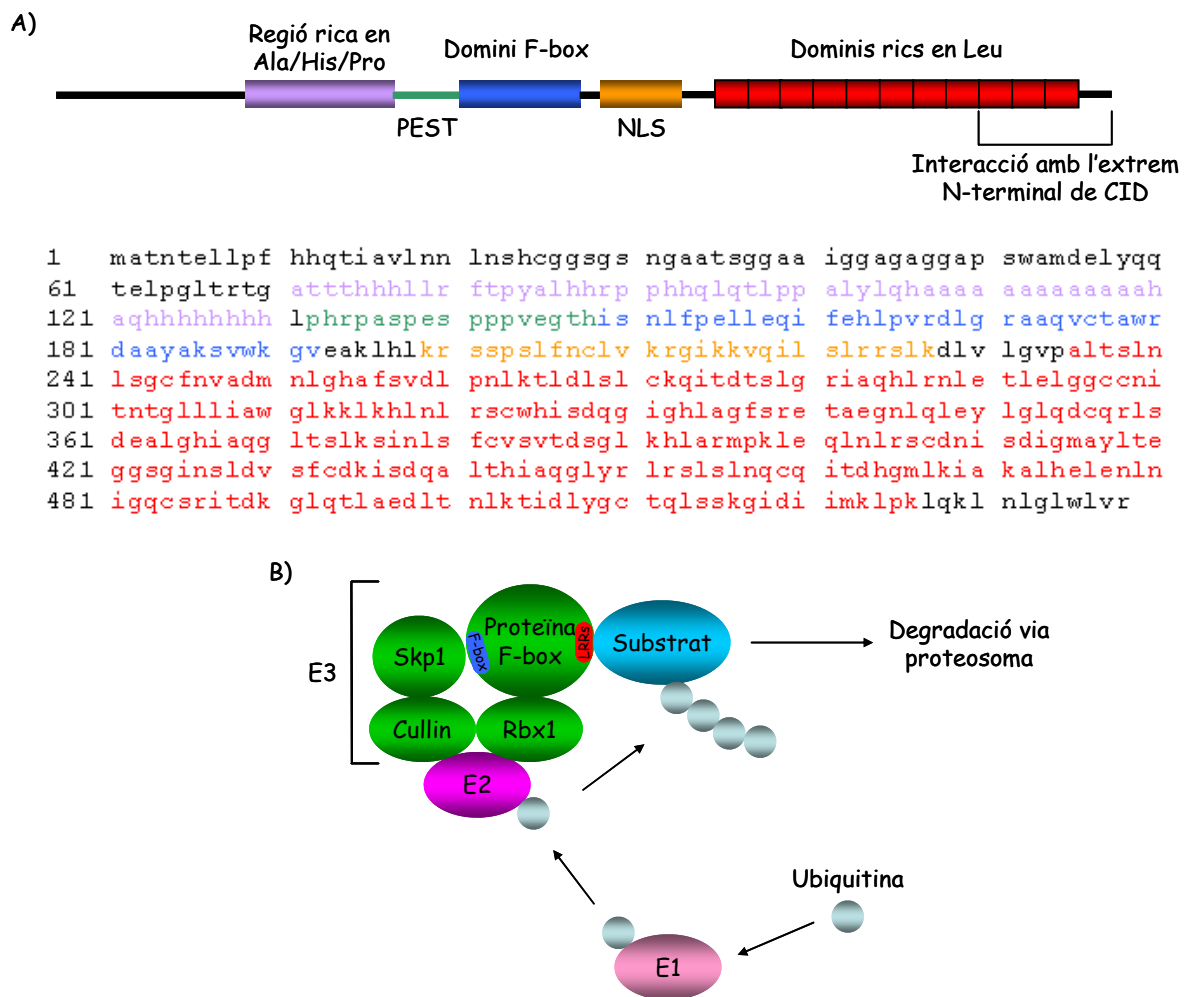 A)
Regió rica en
Ala/His/Pro
Domini F-box
Dominis rics en Leu
PEST
NLS
Interacció amb l'extrem
N-terminal de CID
1 matntellpf hhqtiavlnn lnshcggsgs ngaatsggaa iggagaggap swamdelyqq
61 telpgltrtg attthhhllr ftpyalhhrp phhqlqtlpp alylqhaaaa aaaaaaaaah
121 aqhhhhhhhh lphrpaspes pppvegthis nlfpelleqi fehlpvrdlg raaqvctawr
181 daayaksvwk gveaklhlkr sspslfnclv krgikkvqil slrrslkdlv lgvpaltsln
241 lsgcfnvadm nlghafsvdl pnlktldlsl ckqitdtslg riaqhlrnle tlelggccni
301 tntgllliaw glkklkhlnl rscwhisdqg ighlagfsre taegnlqley lglqdcqrls
361 dealghiaqg ltslksinls fcvsvtdsgl khlarmpkle qlnlrscdni sdigmaylte
421 ggsginsldv sfcdkisdqa lthiaqglyr lrslslnqcq itdhgmlkia kalhelenln
481 igqcsritdk glqtlaedlt nlktidlygc tqlsskgidi imklpklqkl nlglwlvr
B)
E3
Skp1
F-box
Proteïna
F-box
LRRs
Substrat
Degradació via
proteosoma
Cullin
Rbx1
E2
Ubiquitina
E1